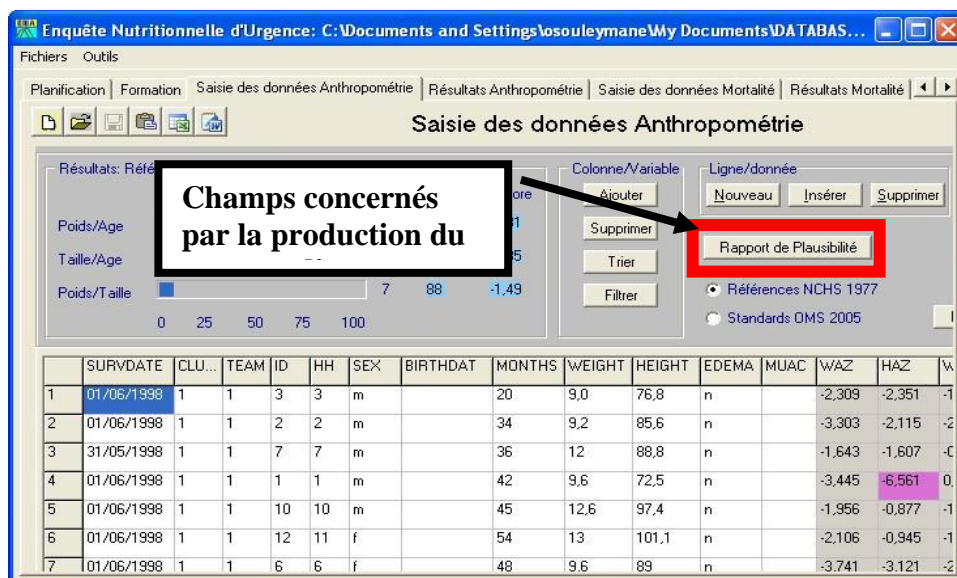 Enquête Nutritionnelle d'Urgence: C:\Documents and Settings\osouleymane\My Documents\DATABAS...
Fichiers Outils
Planification Formation Saisie des données Anthropométrie Résultats Anthropométrie Saisie des données Mortalité Résultats Mortalité
Saisie des données Anthropométrie
Résultats: Réfé
Colonne/Variable
Ligne/donnée
Champs concernés
par la production du
ore
Ajouter
Nouveau Insérer Supprimer
Poids/Age
Supprimer
Rapport de Plausibilité
Taille/Age
Trier
Poids/Taille 7 88 -1,49
Filtrer
Références NCHS 1977
0 25 50 75 100
Standards OMS 2005
SURVDATE CLU... TEAM ID HH SEX BIRTHDAT MONTHS WEIGHT HEIGHT EDEMA MUAC WAZ HAZ W
1 01/06/1998 1 1 3 3 m 20 9,0 76,8 n -2,309 -2,351 -1
2 01/06/1998 1 1 2 2 m 34 9,2 85,6 n -3,303 -2,115 -2
3 31/05/1998 1 1 7 7 m 36 12 88,8 n -1,643 -1,607
4 01/06/1998 1 1 1 1 m 42 9,6 72,5 n -3,445 -6,561 0,
5 01/06/1998 1 1 10 10 m 45 12,6 97,4 n -1,956 -0,877 -1
6 01/06/1998 1 1 12 11 f 54 13 101,1 n -2,106 -0,945 -1
7 01/06/1998 1 1 6 6 f 48 9,6 89 n -3,741 -3,121 -2